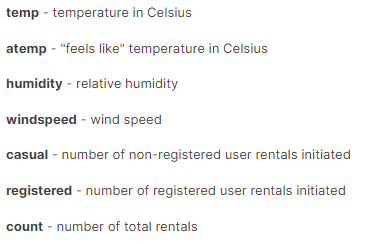 temp - temperature in Celsius
atemp - "feels like" temperature in Celsius
humidity - relative humidity
windspeed - wind speed
casual - number of non-registered user rentals initiated
registered - number of registered user rentals initiated
count - number of total rentals